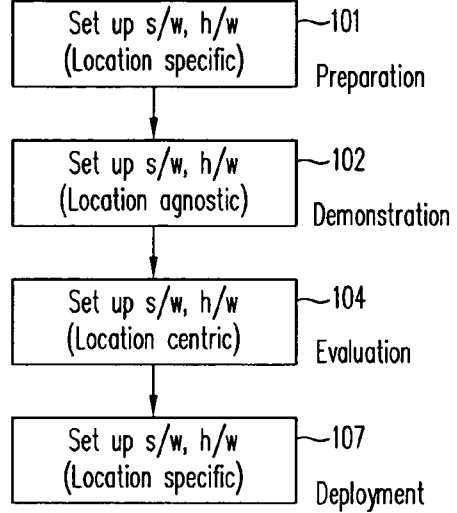 Set up s/w, h/w
(Location specific)
101
Preparation
Set up s/w, h/w
(Location agnostic)
102
Demonstration
Set up s/w, h/w
(Location centric)
104
Evaluation
Set up s/w, h/w
(Location specific)
107
Deployment